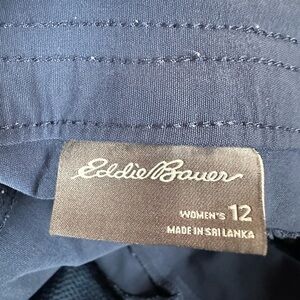 Eddie Bauer
WOMEN'S 12
MADE IN SRI LANKA